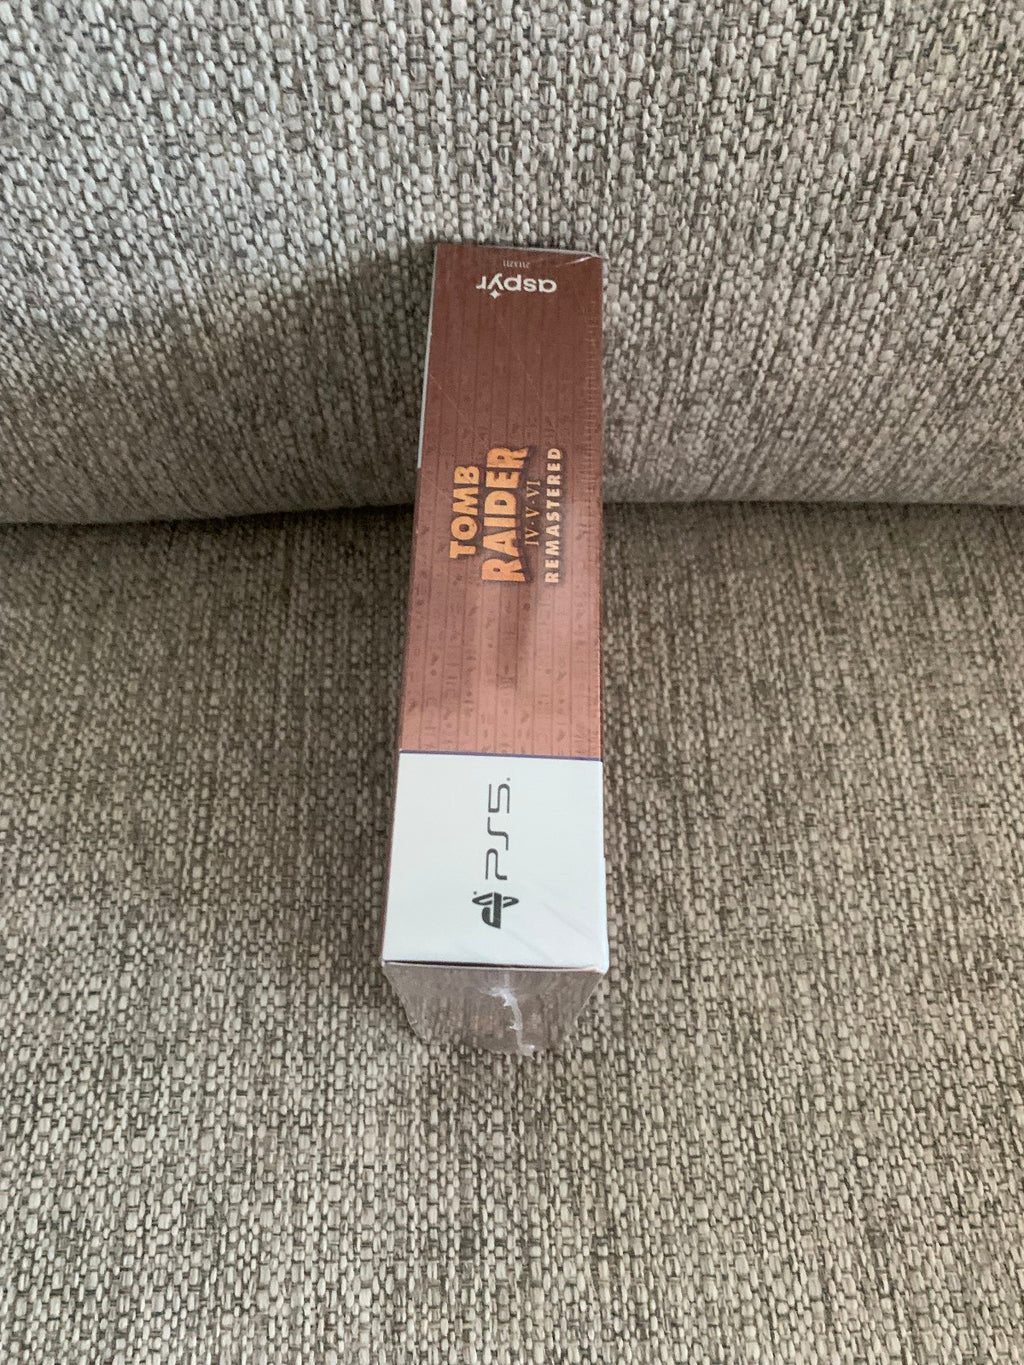 PS5
TOMB
RAIDER
IV·V·VI
REMASTERED
aspyr